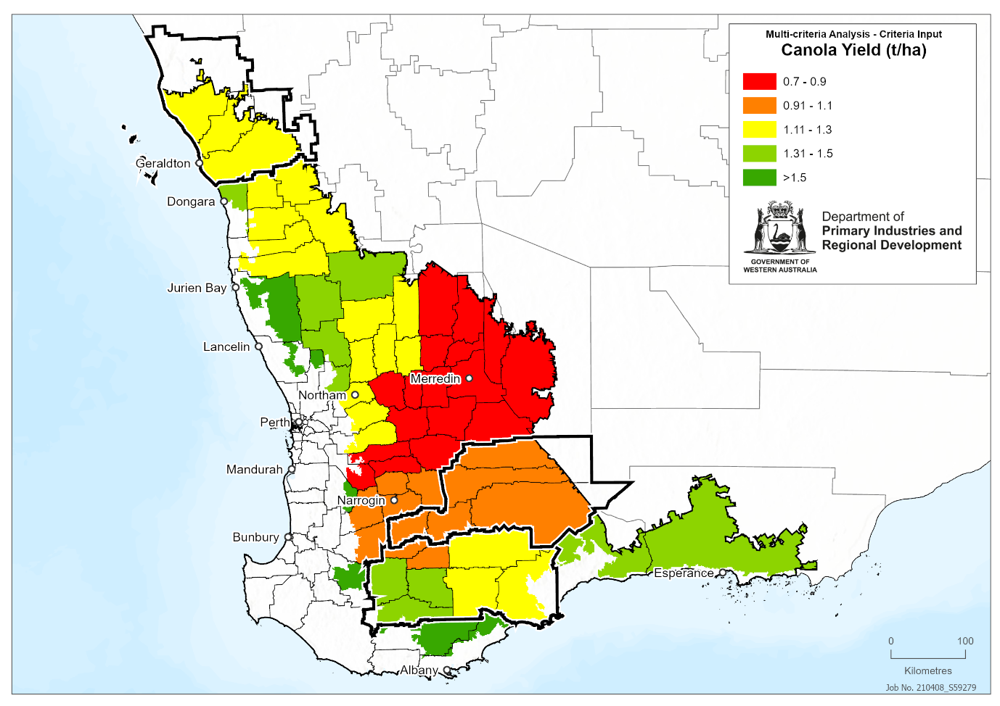 Multi-criteria Analysis - Criteria Input
Canola Yield (t/ha)
0.7 - 0.9
0.91 - 1.1
1.11 - 1.3
1.31 - 1.5
>1.5
Department of
Primary Industries and
Regional Development
GOVERNMENT OF
WESTERN AUSTRALIA
Geraldton
Dongara
Jurien Bay
Lancelin
Merredin
Northam
Perth
Mandurah
Narrogin
Bunbury
Esperance
Albany
0 100
Kilometres
Job No. 210408_S59279